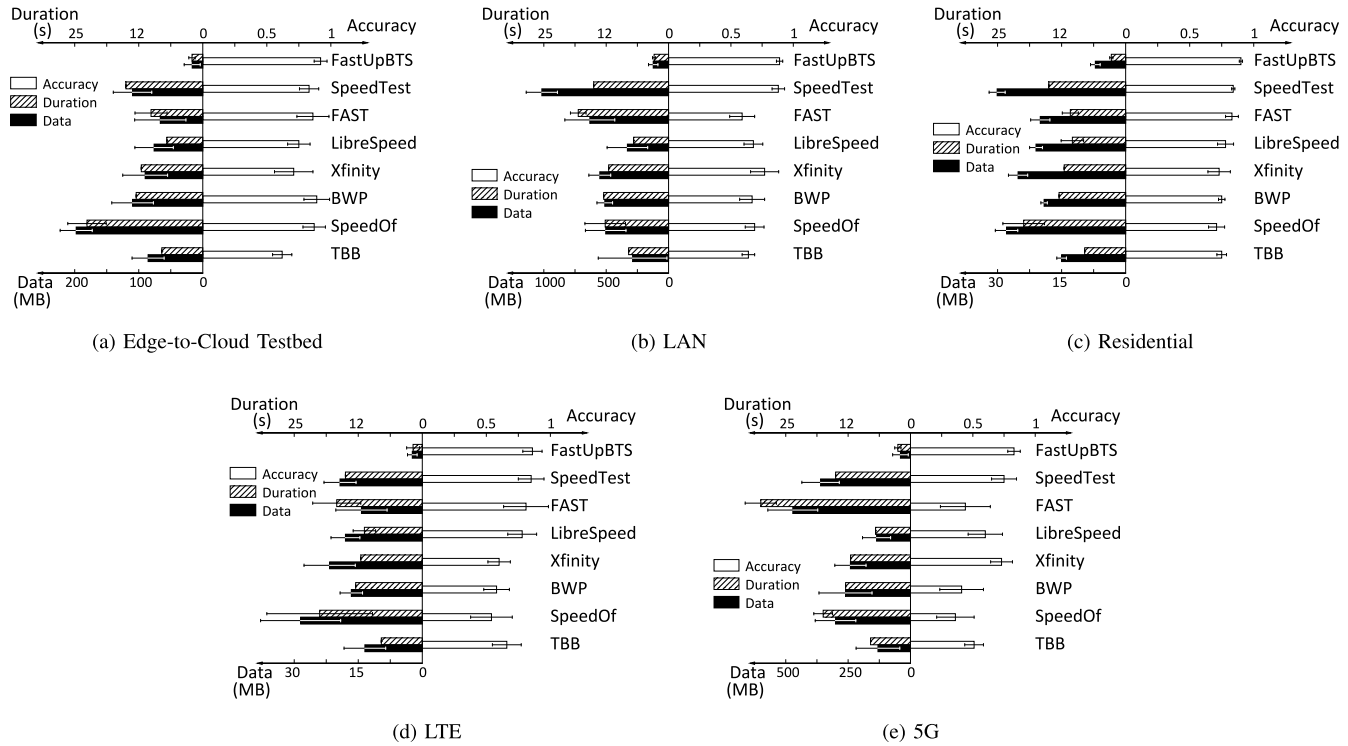 Duration
(s) 25 12 0 0.5 1 Accuracy
FastUpBTS
SpeedTest
FAST
LibreSpeed
Xfinity
BWP
SpeedOf
TBB
Accuracy
Duration
Data
Data 200 100 0
(MB)
(a) Edge-to-Cloud Testbed
Duration
(s) 25 12 0 0.5 1 Accuracy
FastUpBTS
SpeedTest
FAST
LibreSpeed
Xfinity
BWP
SpeedOf
TBB
Accuracy
Duration
Data
Data 1000 500 0
(MB)
(b) LAN
Duration
(s) 25 12 0 0.5 1 Accuracy
FastUpBTS
SpeedTest
FAST
LibreSpeed
Xfinity
BWP
SpeedOf
TBB
Accuracy
Duration
Data
Data 30 15 0
(MB)
(c) Residential
Duration
(s) 25 12 0 0.5 1 Accuracy
FastUpBTS
SpeedTest
FAST
LibreSpeed
Xfinity
BWP
SpeedOf
TBB
Accuracy
Duration
Data
Data 30 15 0
(MB)
(d) LTE
Duration
(s) 25 12 0 0.5 1 Accuracy
FastUpBTS
SpeedTest
FAST
LibreSpeed
Xfinity
BWP
SpeedOf
TBB
Accuracy
Duration
Data
Data 500 250 0
(MB)
(e) 5G